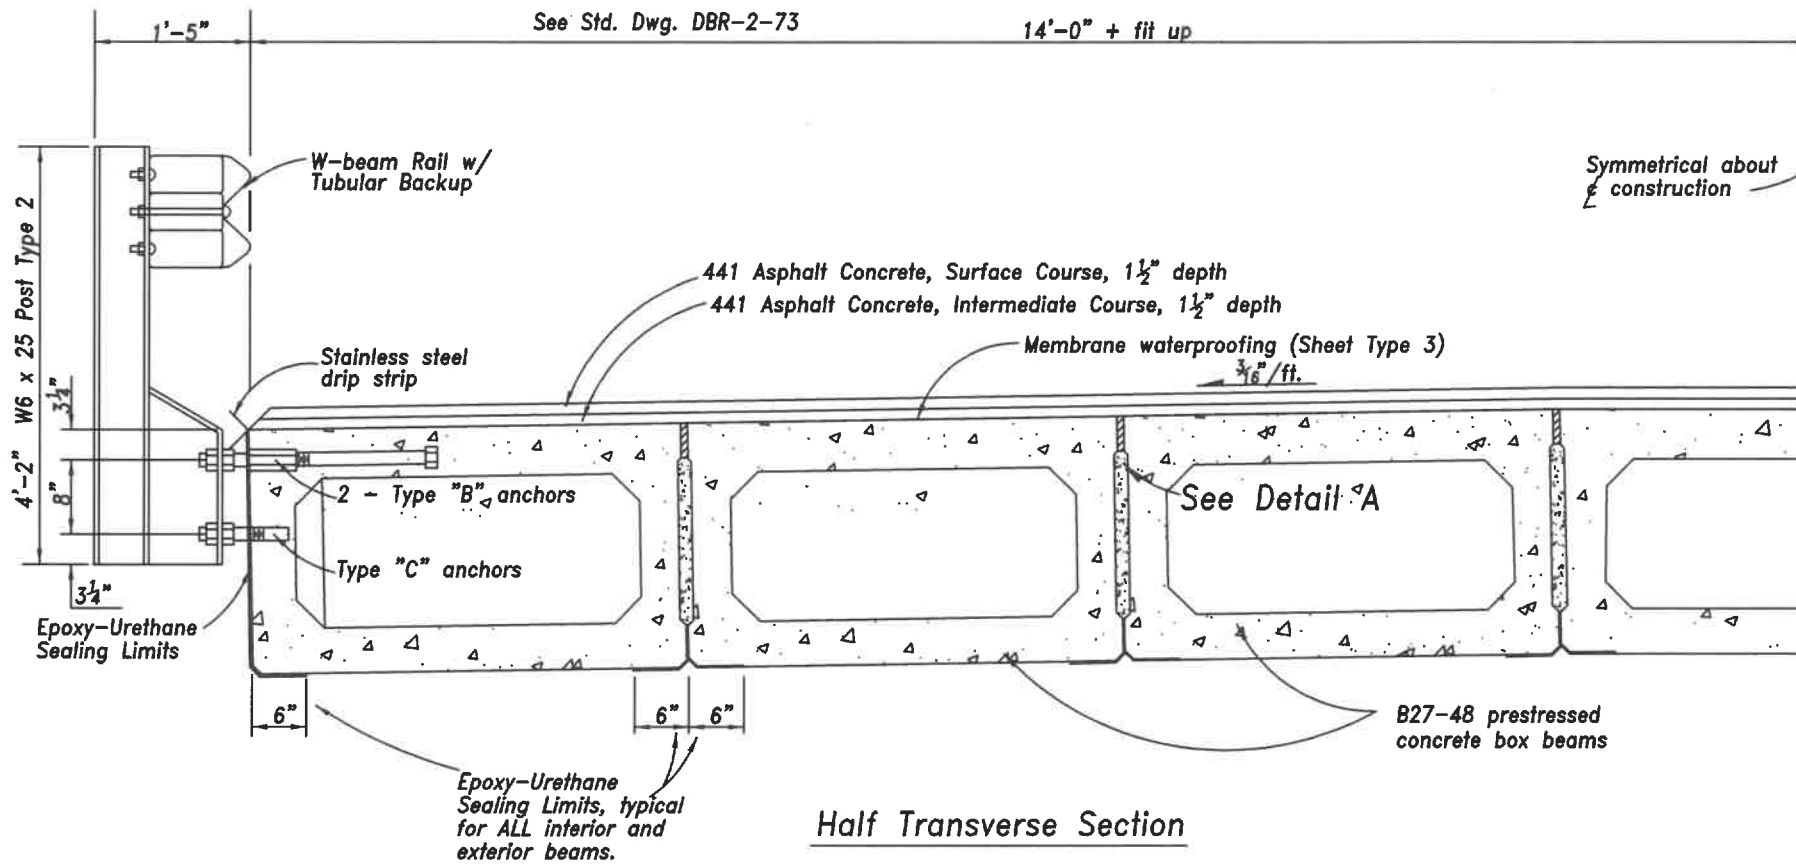 1'-5"
See Std. Dwg. DBR-2-73
14'-0" + fit up
W-beam Rail w/
Tubular Backup
Symmetrical about
℄ construction
4'-2" W6 x 25 Post Type 2
441 Asphalt Concrete, Surface Course, 1½" depth
441 Asphalt Concrete, Intermediate Course, 1½" depth
Membrane waterproofing (Sheet Type 3)
3/16"/ft.
Stainless steel
drip strip
3¼"
8"
2 - Type "B" anchors
See Detail A
Type "C" anchors
3¼"
Epoxy-Urethane
Sealing Limits
6"
6"
6"
B27-48 prestressed
concrete box beams
Epoxy-Urethane
Sealing Limits, typical
for ALL interior and
exterior beams.
Half Transverse Section